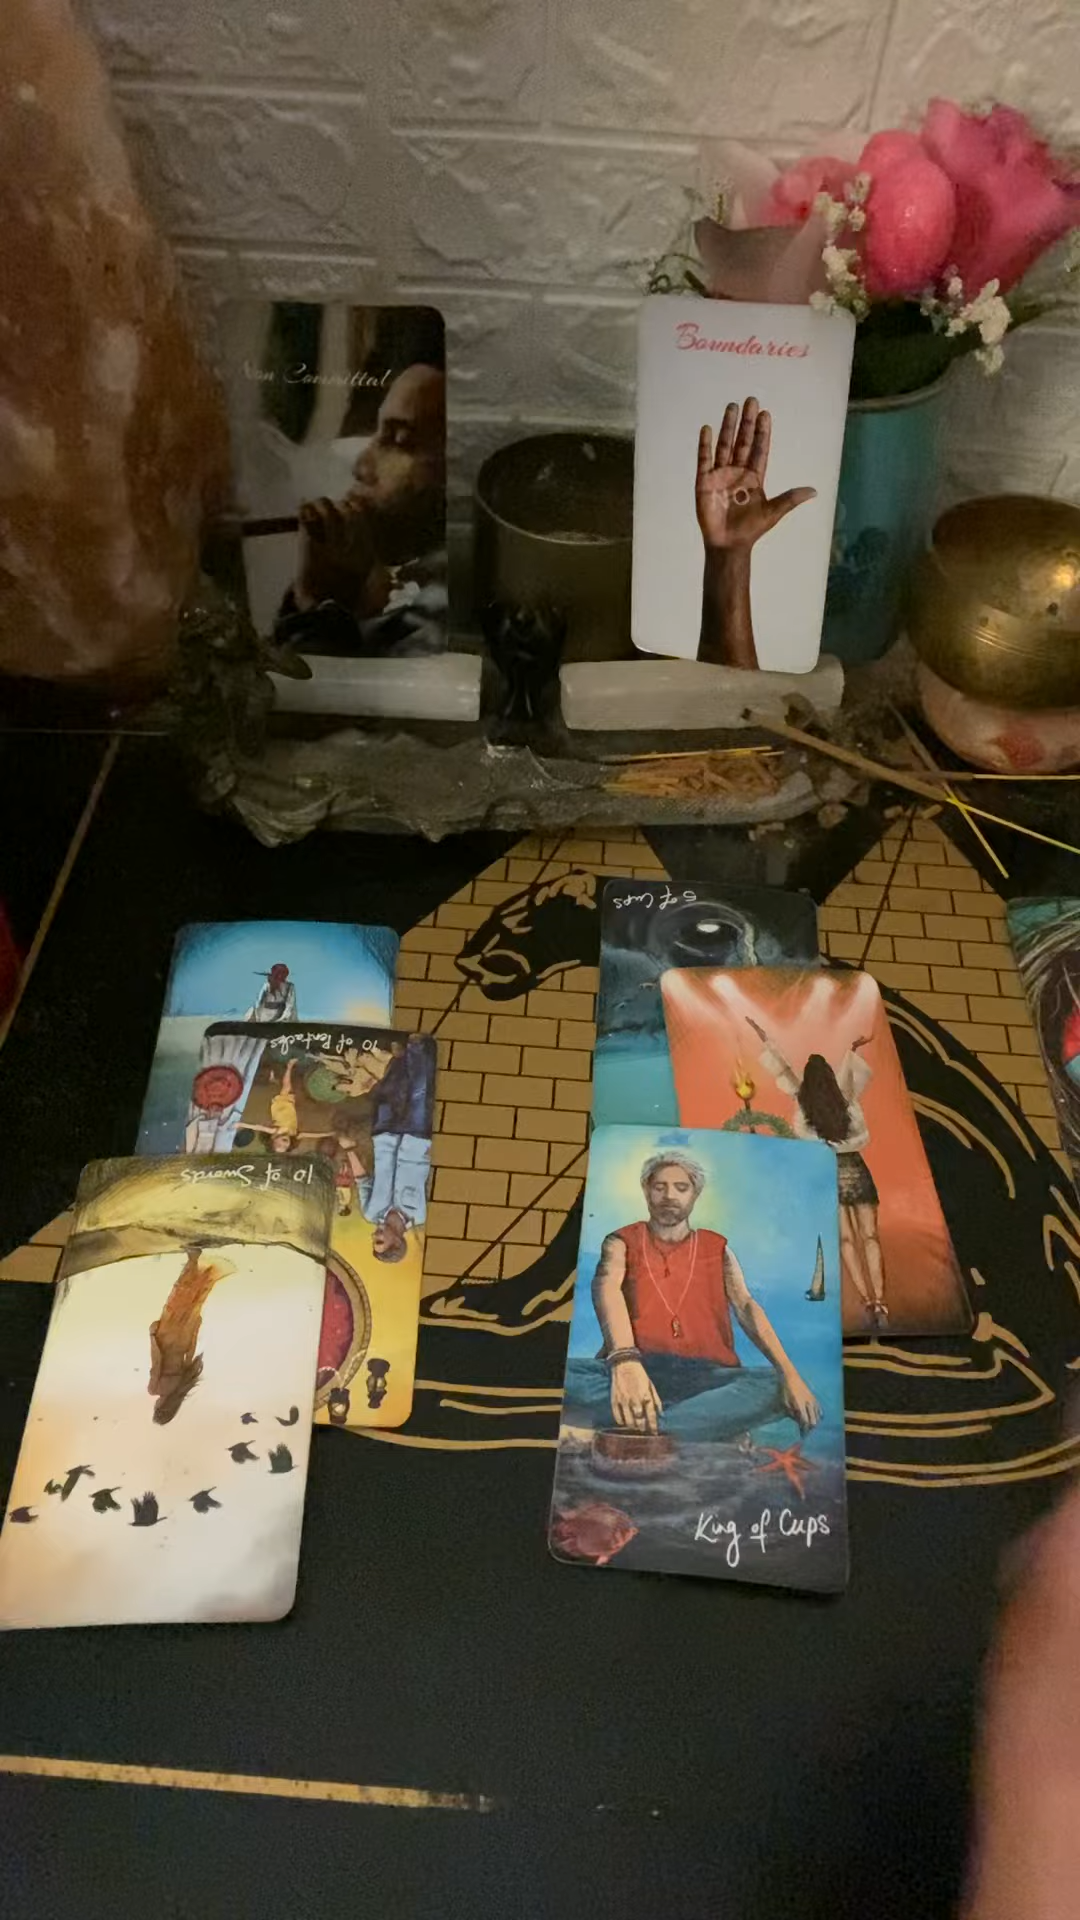 Non Committal
Boundaries
NO
5 of Cups
10 of Pentacles
10 of Swords
King of Cups